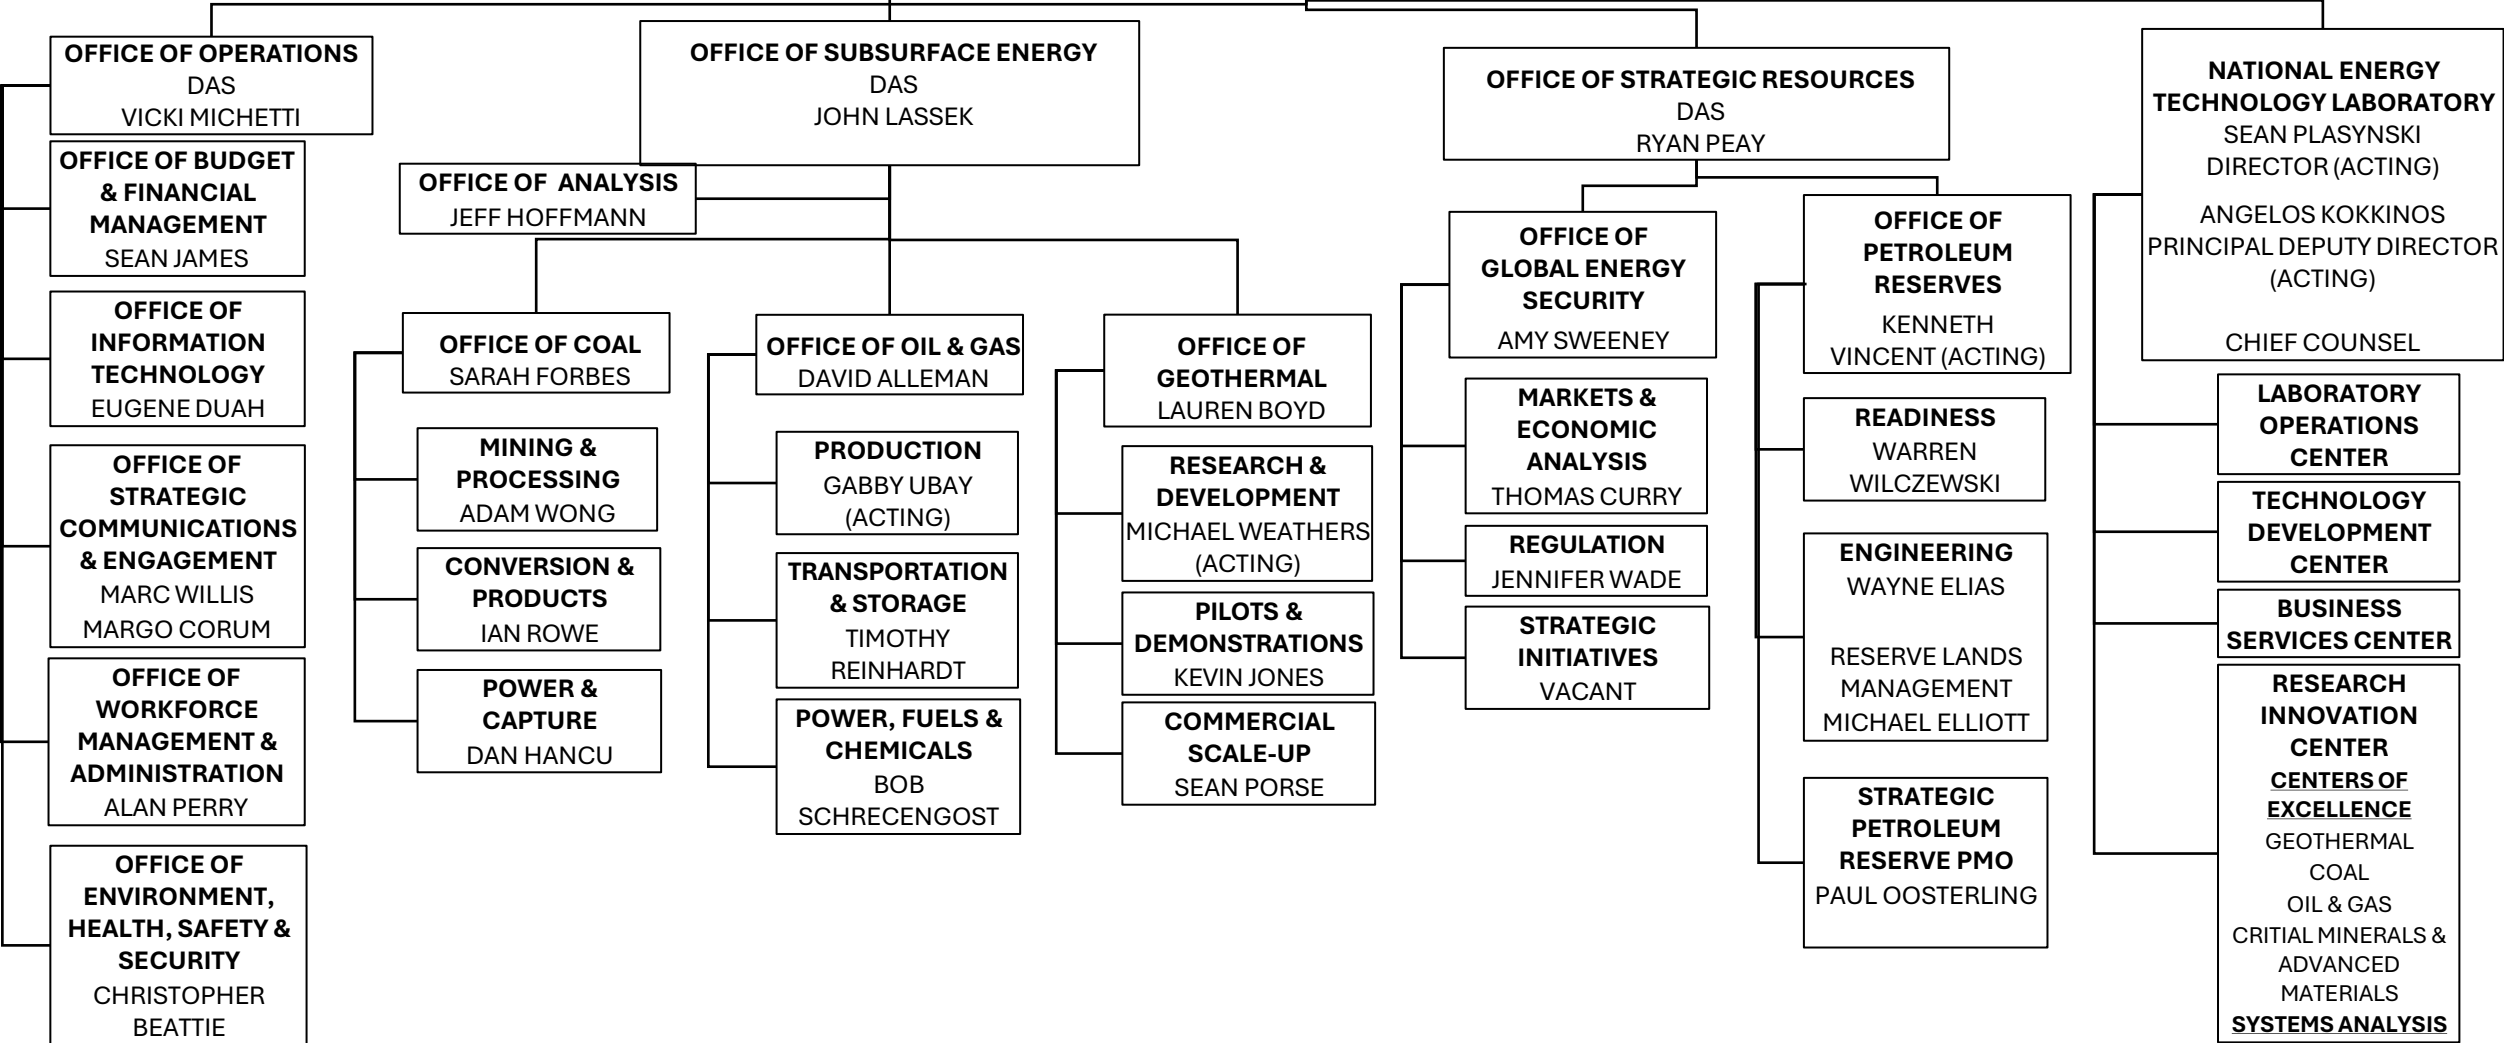 OFFICE OF OPERATIONS
DAS
VICKI MICHETTI
OFFICE OF BUDGET
& FINANCIAL
MANAGEMENT
SEAN JAMES
OFFICE OF
INFORMATION
TECHNOLOGY
EUGENE DUAH
OFFICE OF
STRATEGIC
COMMUNICATIONS
& ENGAGEMENT
MARC WILLIS
MARGO CORUM
OFFICE OF
WORKFORCE
MANAGEMENT &
ADMINISTRATION
ALAN PERRY
OFFICE OF
ENVIRONMENT,
HEALTH, SAFETY &
SECURITY
CHRISTOPHER
BEATTIE
OFFICE OF SUBSURFACE ENERGY
DAS
JOHN LASSEK
OFFICE OF ANALYSIS
JEFF HOFFMANN
OFFICE OF COAL
SARAH FORBES
MINING &
PROCESSING
ADAM WONG
CONVERSION &
PRODUCTS
IAN ROWE
POWER &
CAPTURE
DAN HANCU
OFFICE OF OIL & GAS
DAVID ALLEMAN
PRODUCTION
GABBY UBAY
(ACTING)
TRANSPORTATION
& STORAGE
TIMOTHY
REINHARDT
POWER, FUELS &
CHEMICALS
BOB
SCHRECENGOST
OFFICE OF
GEOTHERMAL
LAUREN BOYD
RESEARCH &
DEVELOPMENT
MICHAEL WEATHERS
(ACTING)
PILOTS &
DEMONSTRATIONS
KEVIN JONES
COMMERCIAL
SCALE-UP
SEAN PORSE
OFFICE OF STRATEGIC RESOURCES
DAS
RYAN PEAY
OFFICE OF
GLOBAL ENERGY
SECURITY
AMY SWEENEY
MARKETS &
ECONOMIC
ANALYSIS
THOMAS CURRY
REGULATION
JENNIFER WADE
STRATEGIC
INITIATIVES
VACANT
OFFICE OF
PETROLEUM
RESERVES
KENNETH
VINCENT (ACTING)
READINESS
WARREN
WILCZEWSKI
ENGINEERING
WAYNE ELIAS
RESERVE LANDS
MANAGEMENT
MICHAEL ELLIOTT
STRATEGIC
PETROLEUM
RESERVE PMO
PAUL OOSTERLING
NATIONAL ENERGY
TECHNOLOGY LABORATORY
SEAN PLASYNSKI
DIRECTOR (ACTING)
ANGELOS KOKKINOS
PRINCIPAL DEPUTY DIRECTOR
(ACTING)
CHIEF COUNSEL
LABORATORY
OPERATIONS
CENTER
TECHNOLOGY
DEVELOPMENT
CENTER
BUSINESS
SERVICES CENTER
RESEARCH
INNOVATION
CENTER
CENTERS OF
EXCELLENCE
GEOTHERMAL
COAL
OIL & GAS
CRITIAL MINERALS &
ADVANCED
MATERIALS
SYSTEMS ANALYSIS